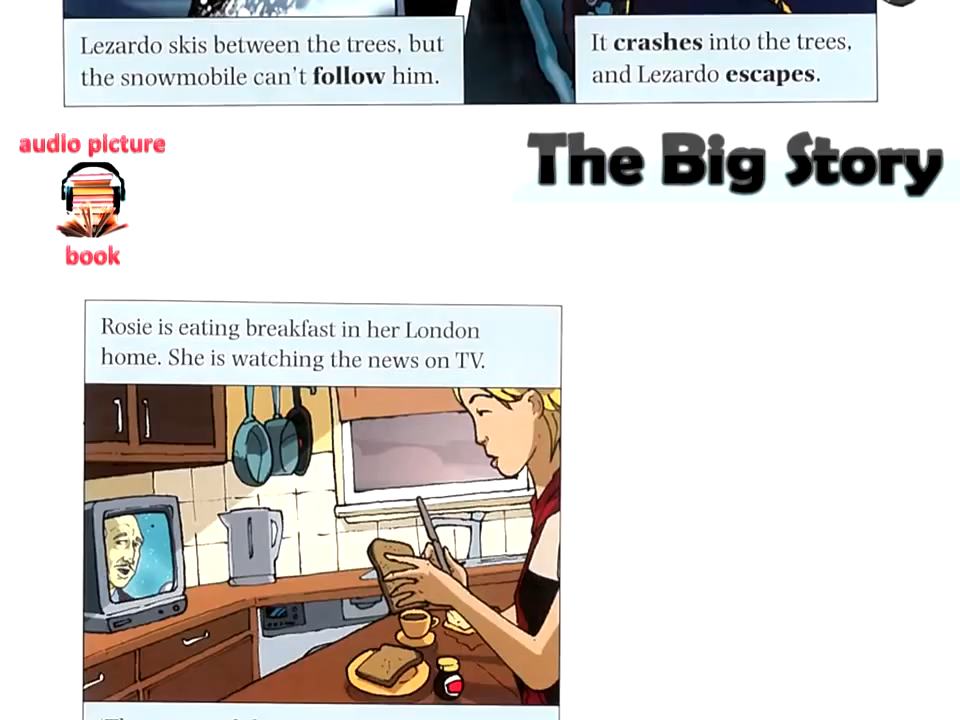 Lezardo skis between the trees, but
the snowmobile can't follow him.
It crashes into the trees,
and Lezardo escapes.
audio picture
book
The Big Story
Rosie is eating breakfast in her London
home. She is watching the news on TV.